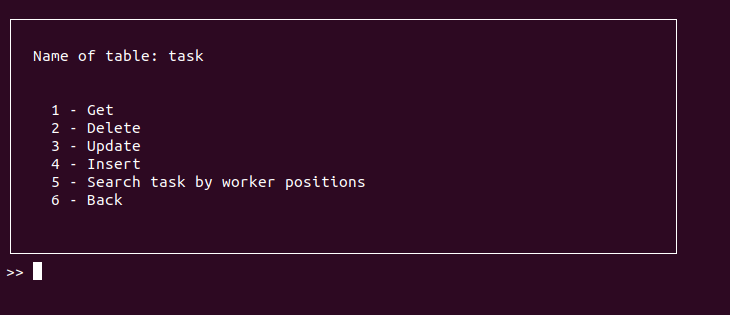 Name of table: task
1 - Get
2 - Delete
3 - Update
4 - Insert
5 - Search task by worker positions
6 - Back
>>